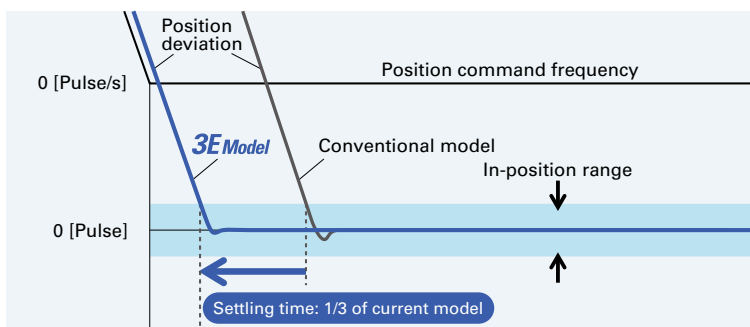 Position
deviation
0 [Pulse/s]
Position command frequency
3E Model
Conventional model
In-position range
0 [Pulse]
Settling time: 1/3 of current model